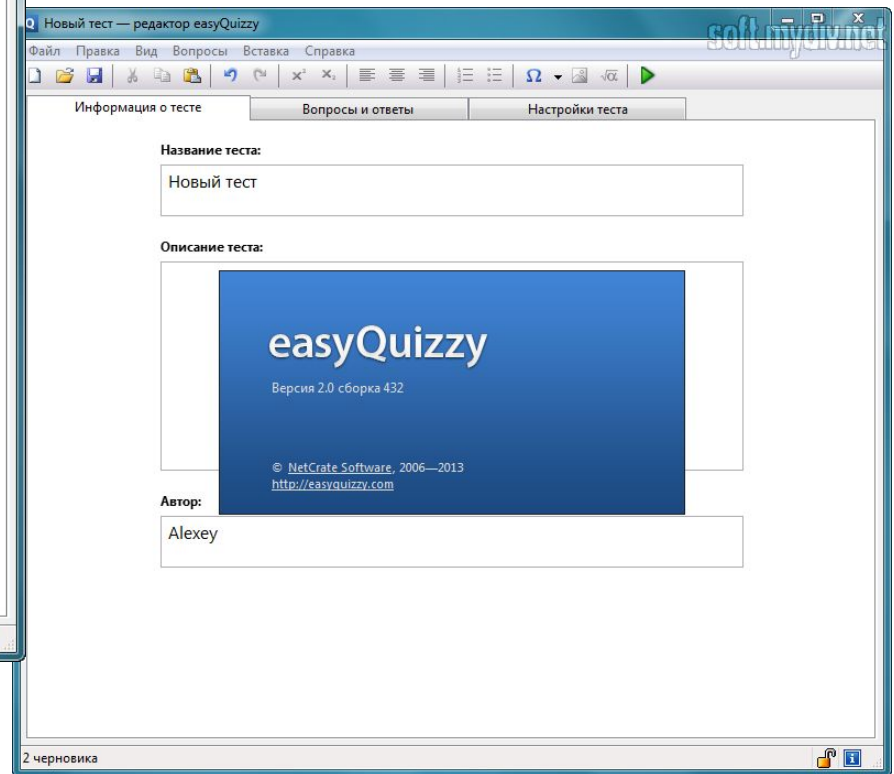 Новый тест — редактор easyQuizzy
soft.mydiv.net
Файл Правка Вид Вопросы Вставка Справка
Информация о тесте Вопросы и ответы Настройки теста
Название теста:
Новый тест
Описание теста:
easyQuizzy
Версия 2.0 сборка 432
© NetCrate Software, 2006—2013
http://easyquizzy.com
Автор:
Alexey
2 черновика